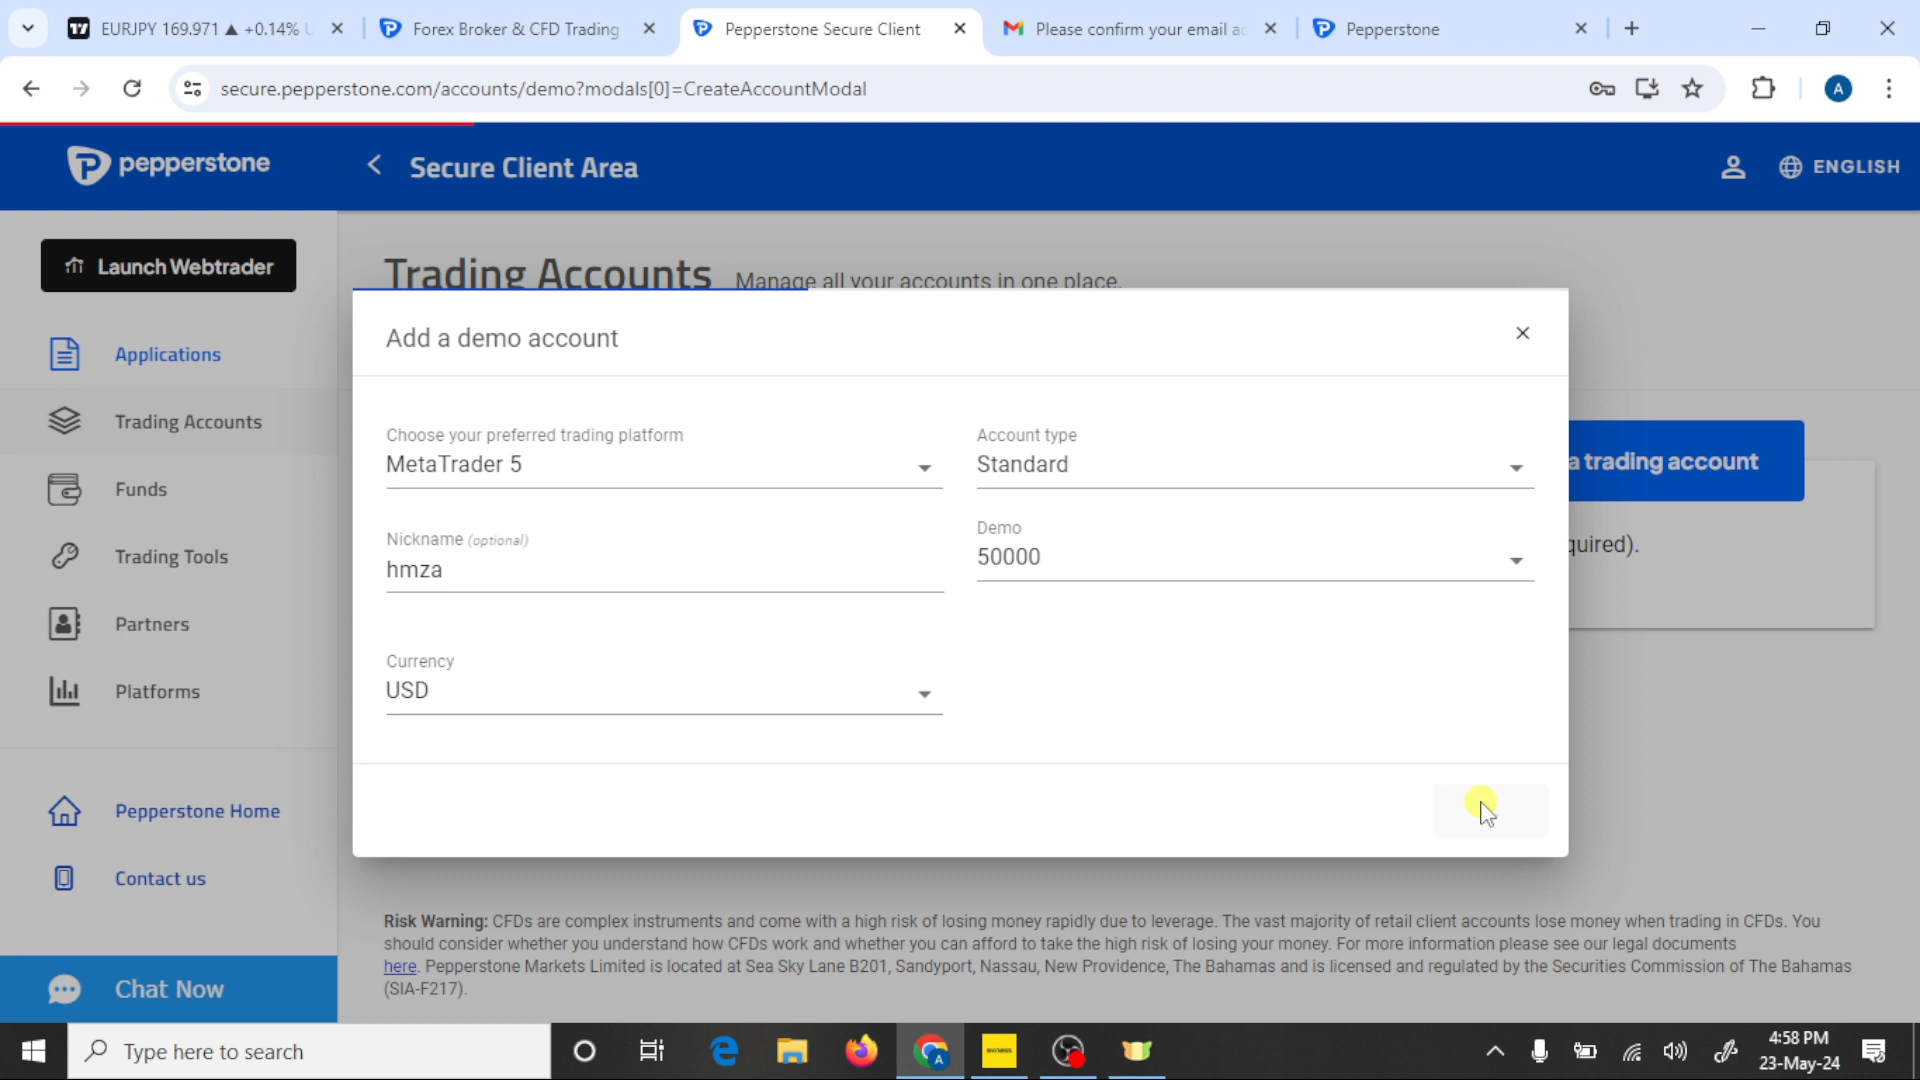 EURJPY 169.971 ▲ +0.14%
Forex Broker & CFD Trading
Pepperstone Secure Client
Please confirm your email
Pepperstone
secure.pepperstone.com/accounts/demo?modals[0]=CreateAccountModal
A
pepperstone
Secure Client Area
ENGLISH
Launch Webtrader
Trading Accounts Manage all your accounts in one place.
Applications
Trading Accounts
Funds
Trading Tools
Partners
Platforms
Pepperstone Home
Contact us
Chat Now
Add a demo account
Choose your preferred trading platform
MetaTrader 5
Account type
Standard
Nickname (optional)
hmza
Demo
50000
Currency
USD
a trading account
quired).
Risk Warning: CFDs are complex instruments and come with a high risk of losing money rapidly due to leverage. The vast majority of retail client accounts lose money when trading in CFDs. You
should consider whether you understand how CFDs work and whether you can afford to take the high risk of losing your money. For more information please see our legal documents
here. Pepperstone Markets Limited is located at Sea Sky Lane B201, Sandyport, Nassau, New Providence, The Bahamas and is licensed and regulated by the Securities Commission of The Bahamas
(SIA-F217).
Type here to search
A
exness
4:58 PM
23-May-24